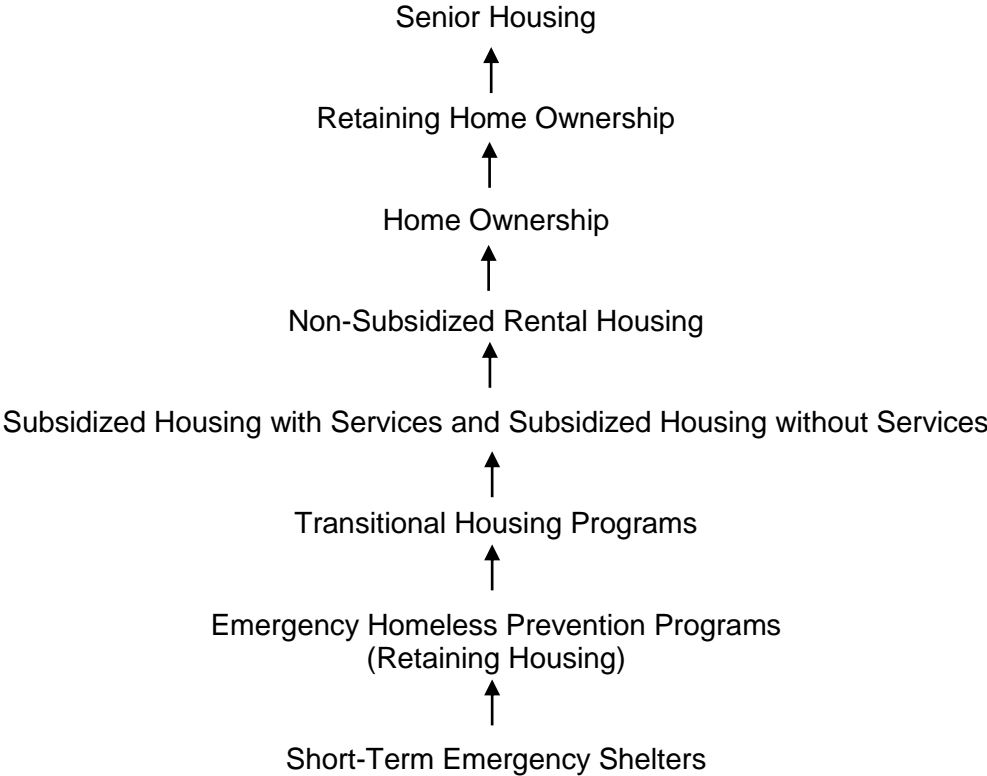 Senior Housing
Retaining Home Ownership
Home Ownership
Non-Subsidized Rental Housing
Subsidized Housing with Services and Subsidized Housing without Services
Transitional Housing Programs
Emergency Homeless Prevention Programs
(Retaining Housing)
Short-Term Emergency Shelters